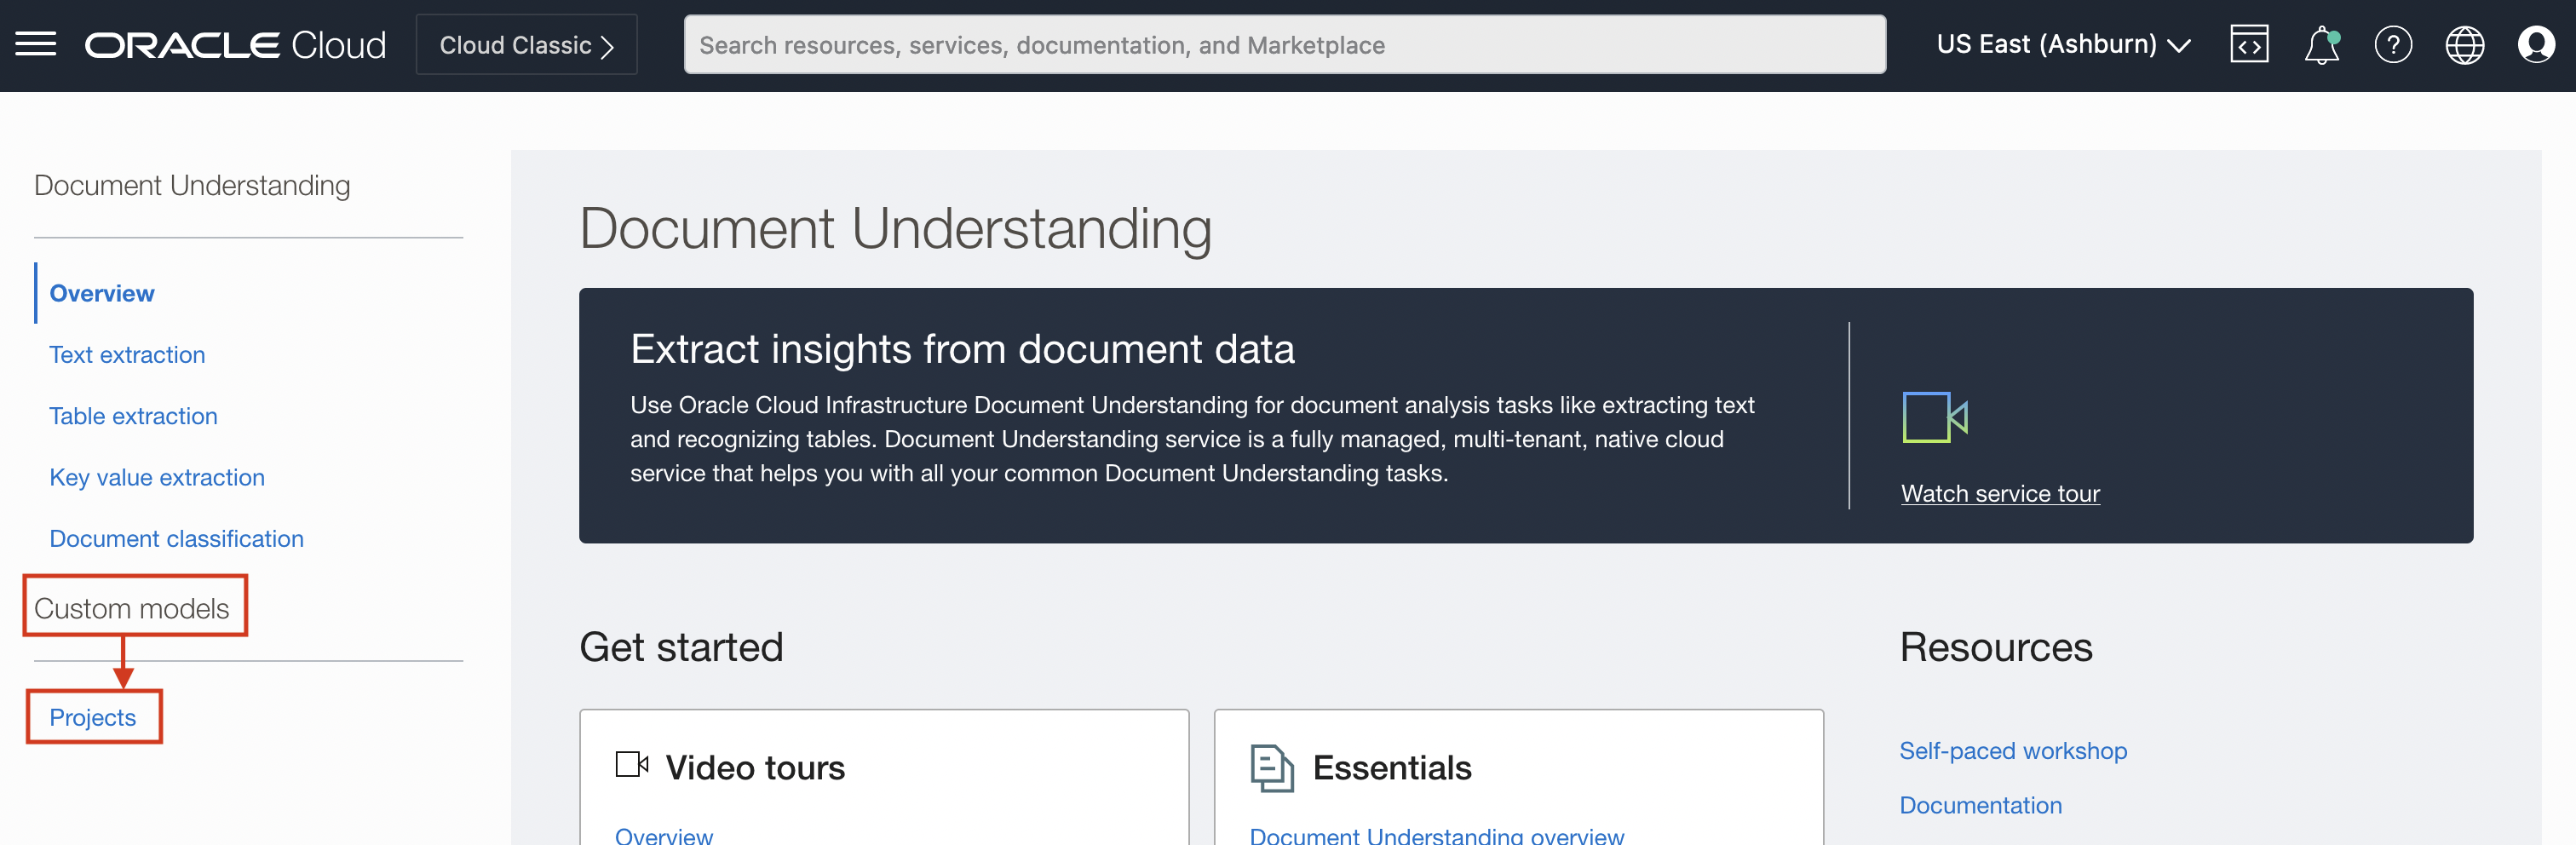 ORACLE Cloud
Cloud Classic
Search resources, services, documentation, and Marketplace
US East (Ashburn)
Document Understanding
Overview
Text extraction
Table extraction
Key value extraction
Document classification
Custom models
Projects
Document Understanding
Extract insights from document data
Use Oracle Cloud Infrastructure Document Understanding for document analysis tasks like extracting text
and recognizing tables. Document Understanding service is a fully managed, multi-tenant, native cloud
service that helps you with all your common Document Understanding tasks.
Watch service tour
Get started
Video tours
Overview
Essentials
Document Understanding overview
Resources
Self-paced workshop
Documentation